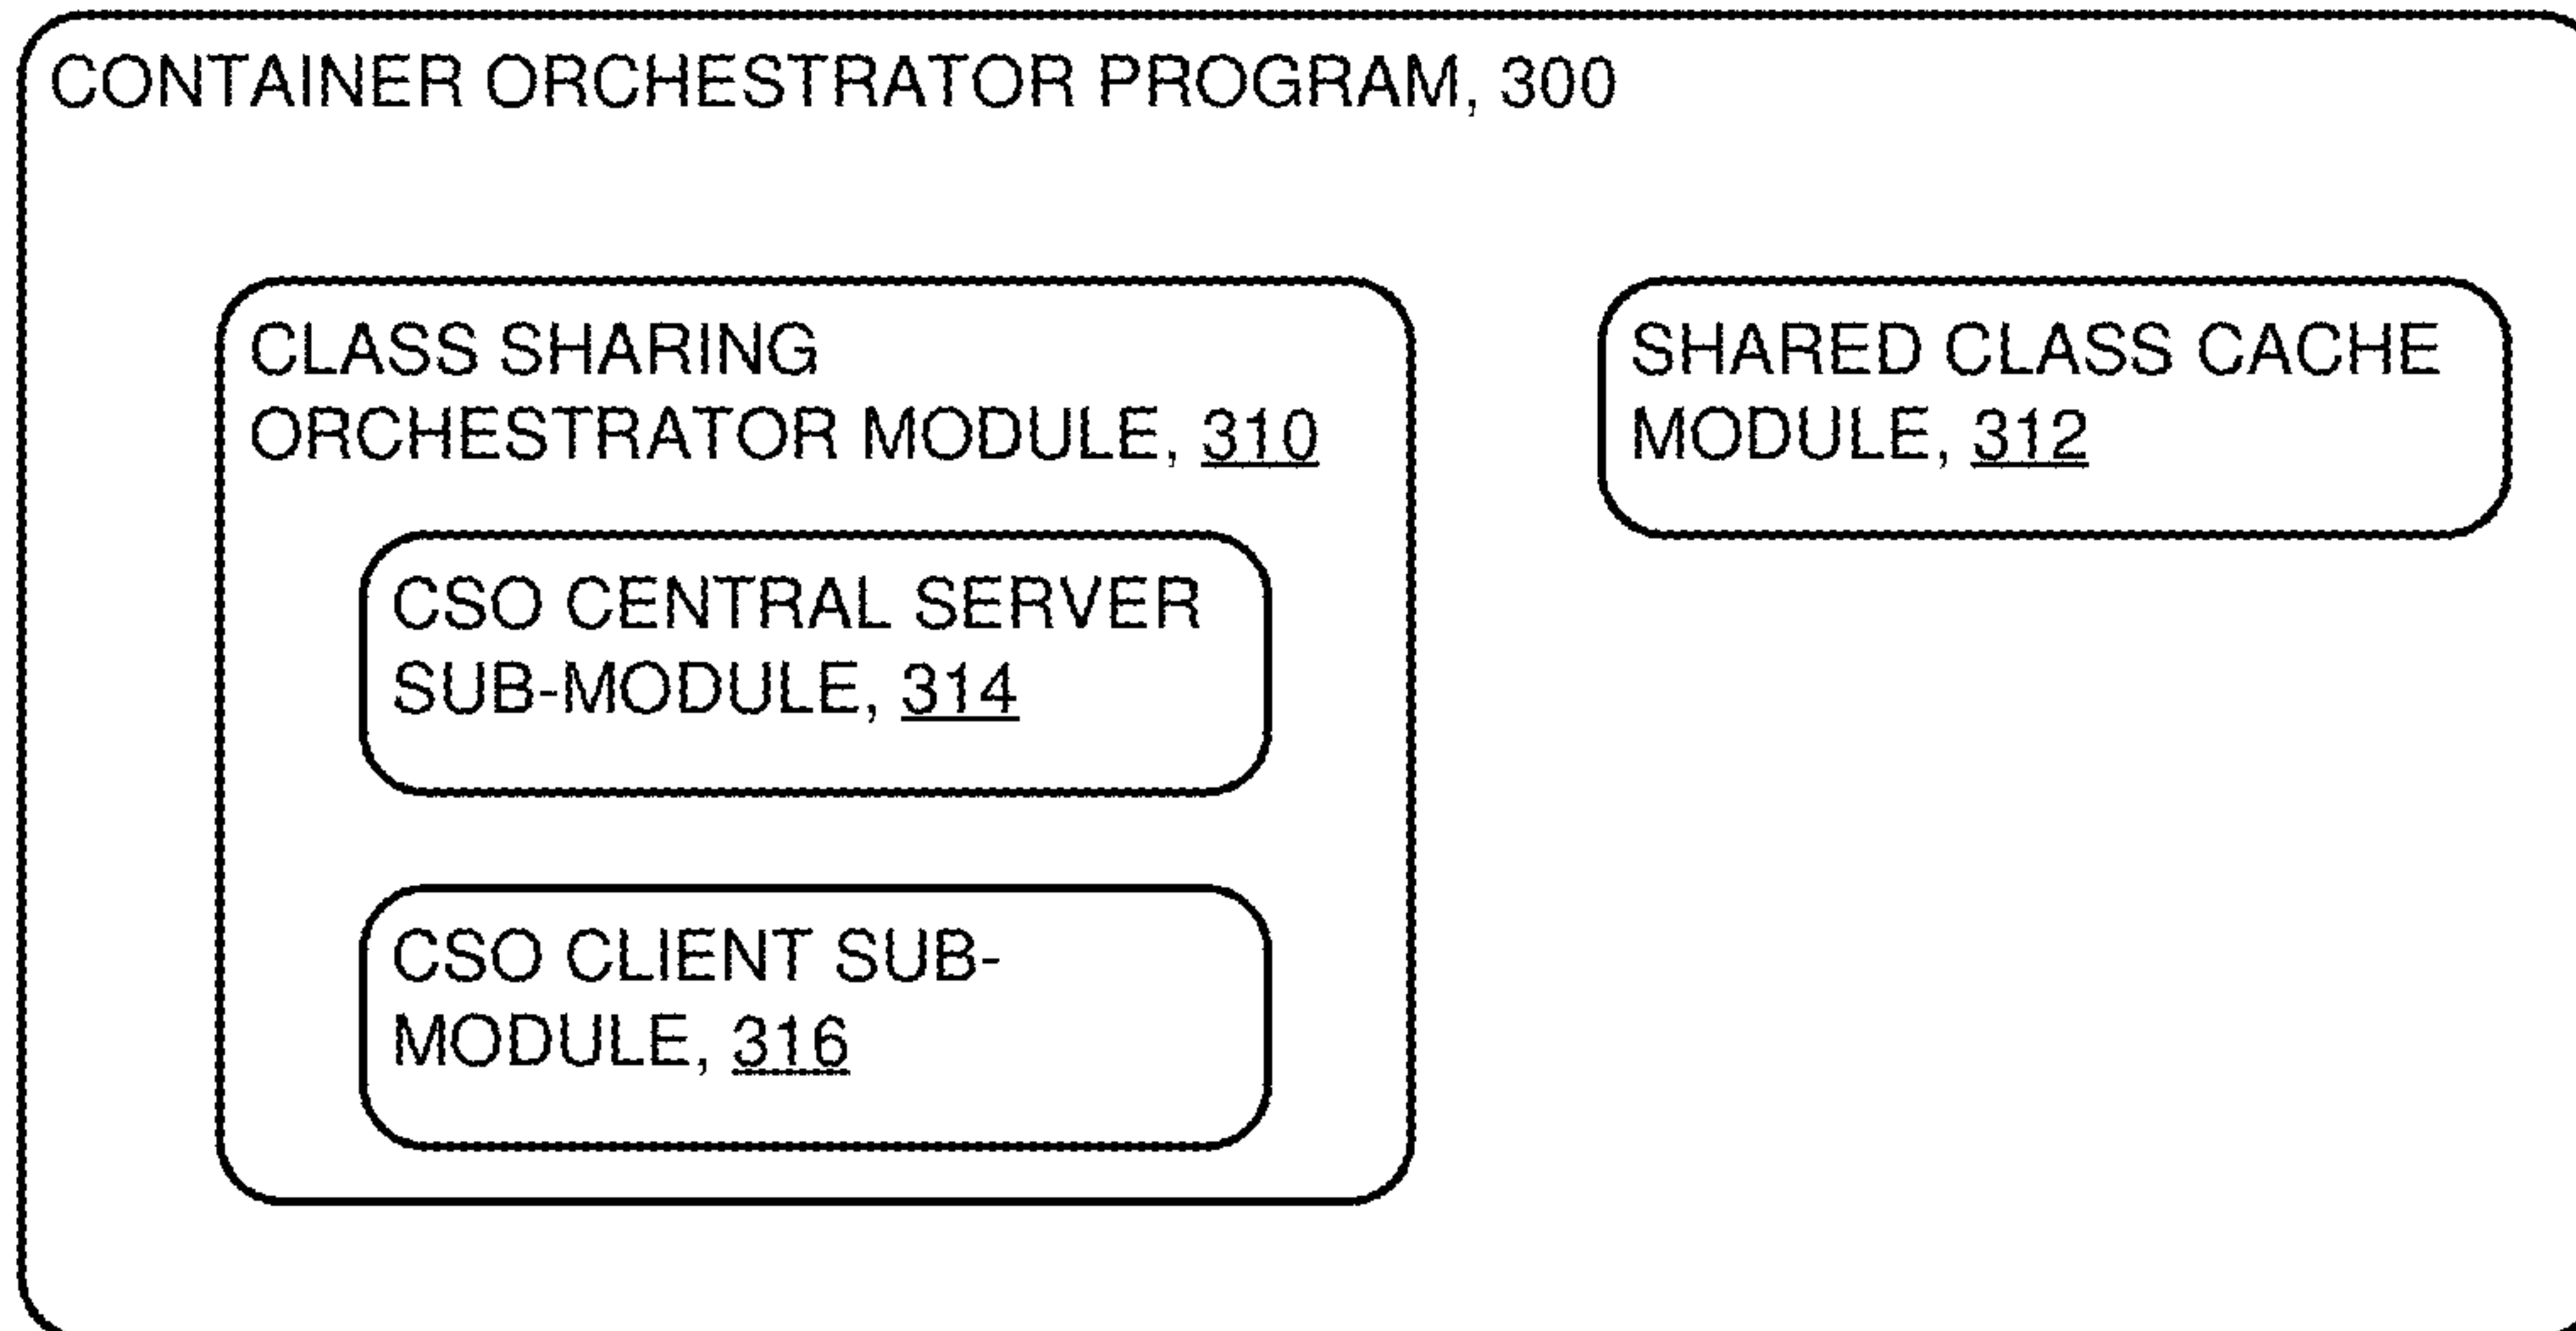 CONTAINER ORCHESTRATOR PROGRAM, 300
CLASS SHARING
ORCHESTRATOR MODULE, 310
CSO CENTRAL SERVER
SUB-MODULE, 314
CSO CLIENT SUB-
MODULE, 316
SHARED CLASS CACHE
MODULE, 312